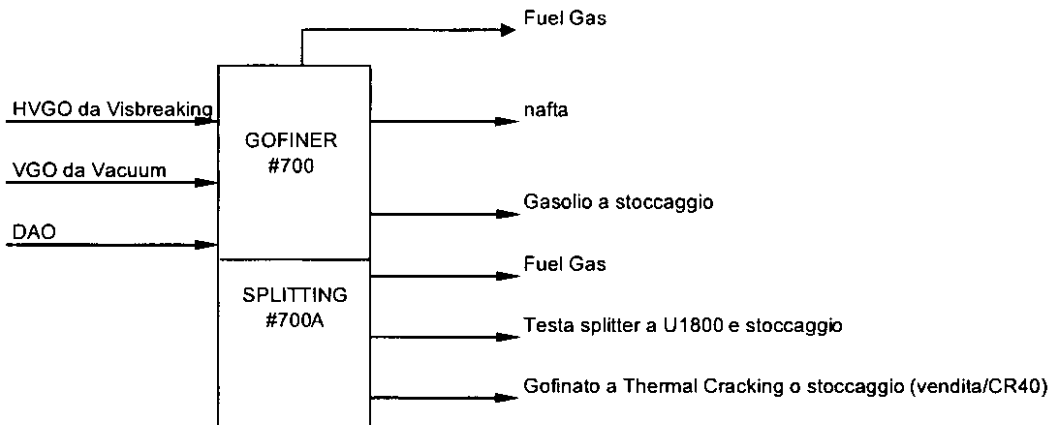 Fuel Gas
HVGO da Visbreaking
nafta
GOFINER
#700
VGO da Vacuum
Gasolio a stoccaggio
DAO
Fuel Gas
SPLITTING
#700A
Testa splitter a U1800 e stoccaggio
Gofinato a Thermal Cracking o stoccaggio (vendita/CR40)